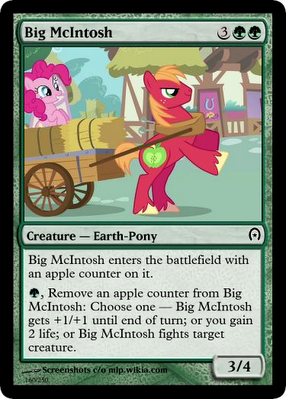 Big McIntosh 3
Creature — Earth-Pony
Big McIntosh enters the battlefield with
an apple counter on it.
, Remove an apple counter from Big
McIntosh: Choose one — Big McIntosh
gets +1/+1 until end of turn; or you gain
2 life; or Big McIntosh fights target
creature.
3/4
Screenshots c/o mlp.wikia.com
160/250